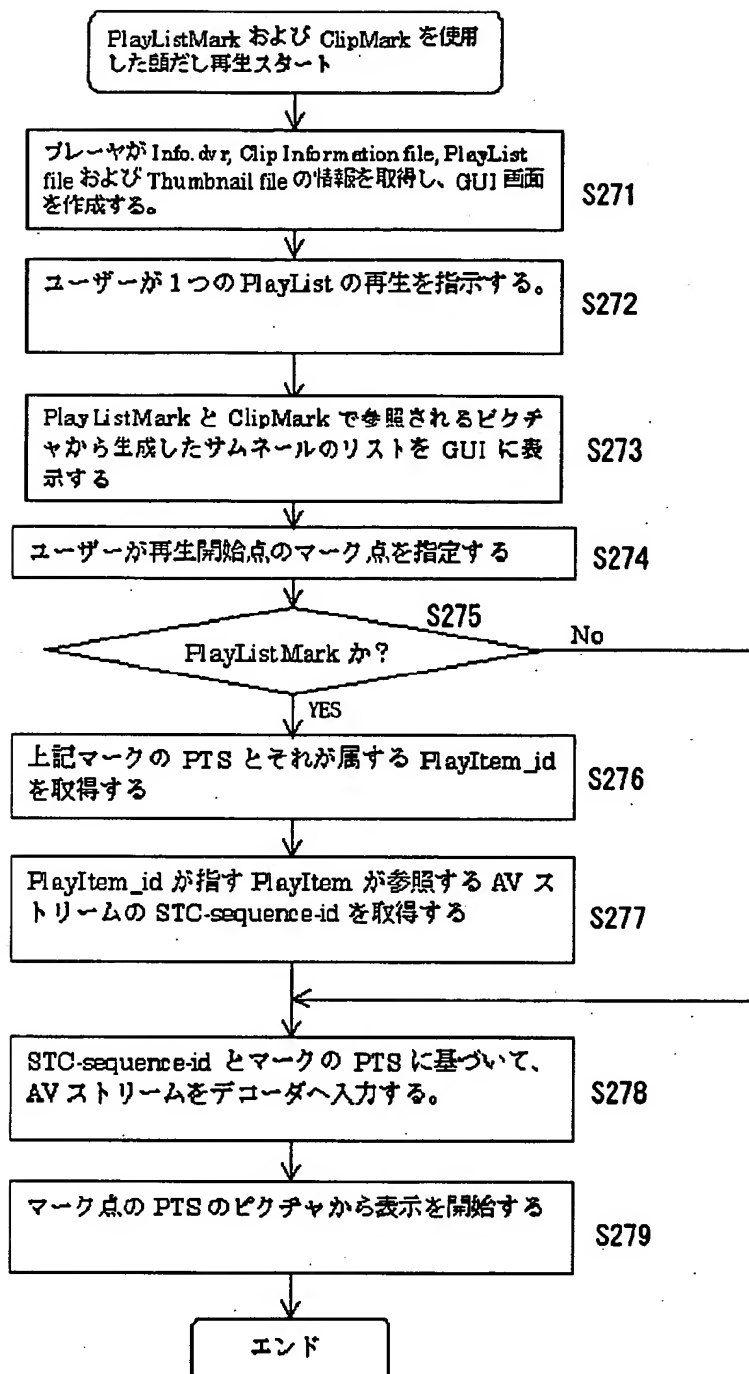 PlayListMark および ClipMark を使用
した頭だし再生スタート
プレーヤが Info.dvr, Clip Information file, PlayList
file および Thumbnail file の情報を取得し、GUI 画面
を作成する。
S271
ユーザーが1つの PlayList の再生を指示する。
S272
PlayListMark と ClipMark で参照されるピクチ
ャから生成したサムネールのリストを GUI に表
示する
S273
ユーザーが再生開始点のマーク点を指定する
S274
S275
PlayListMark か?
No
YES
上記マークの PTS とそれが属する PlayItem_id
を取得する
S276
PlayItem_id が指す PlayItem が参照する AV ス
トリームの STC-sequence-id を取得する
S277
STC-sequence-id とマークの PTS に基づいて、
AV ストリームをデコーダへ入力する。
S278
マーク点の PTS のピクチャから表示を開始する
S279
エンド